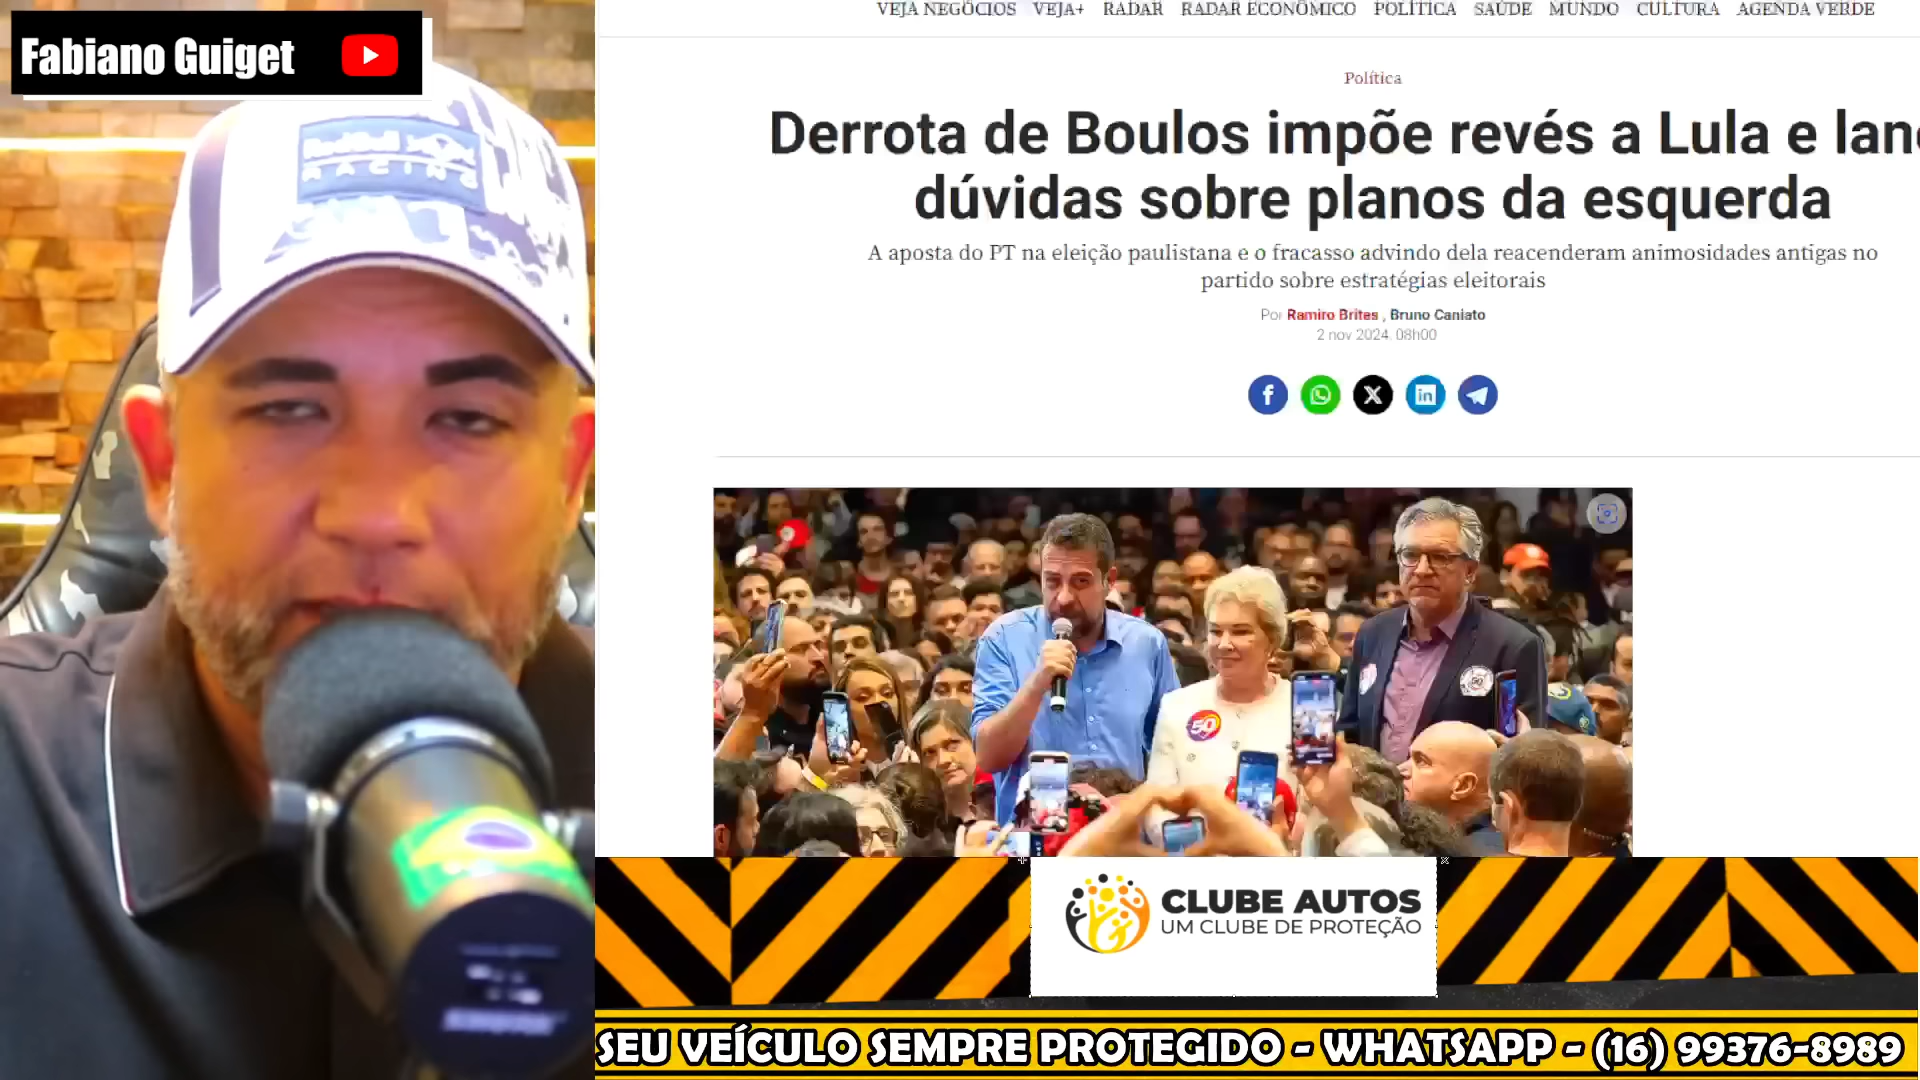 Fabiano Guiget
VEJA NEGÓCIOS VEJA+ RADAR RADAR ECONÔMICO POLÍTICA SAÚDE MUNDO CULTURA AGENDA VERDE
Política
Derrota de Boulos impõe revés a Lula e lanç
dúvidas sobre planos da esquerda
A aposta do PT na eleição paulistana e o fracasso advindo dela reacenderam animosidades antigas no
partido sobre estratégias eleitorais
Por Ramiro Brites, Bruno Caniato
2 nov 2024, 08h00
RACING
50
CLUBE AUTOS
UM CLUBE DE PROTEÇÃO
SEU VEÍCULO SEMPRE PROTEGIDO - WHATSAPP - (16) 99376-8989